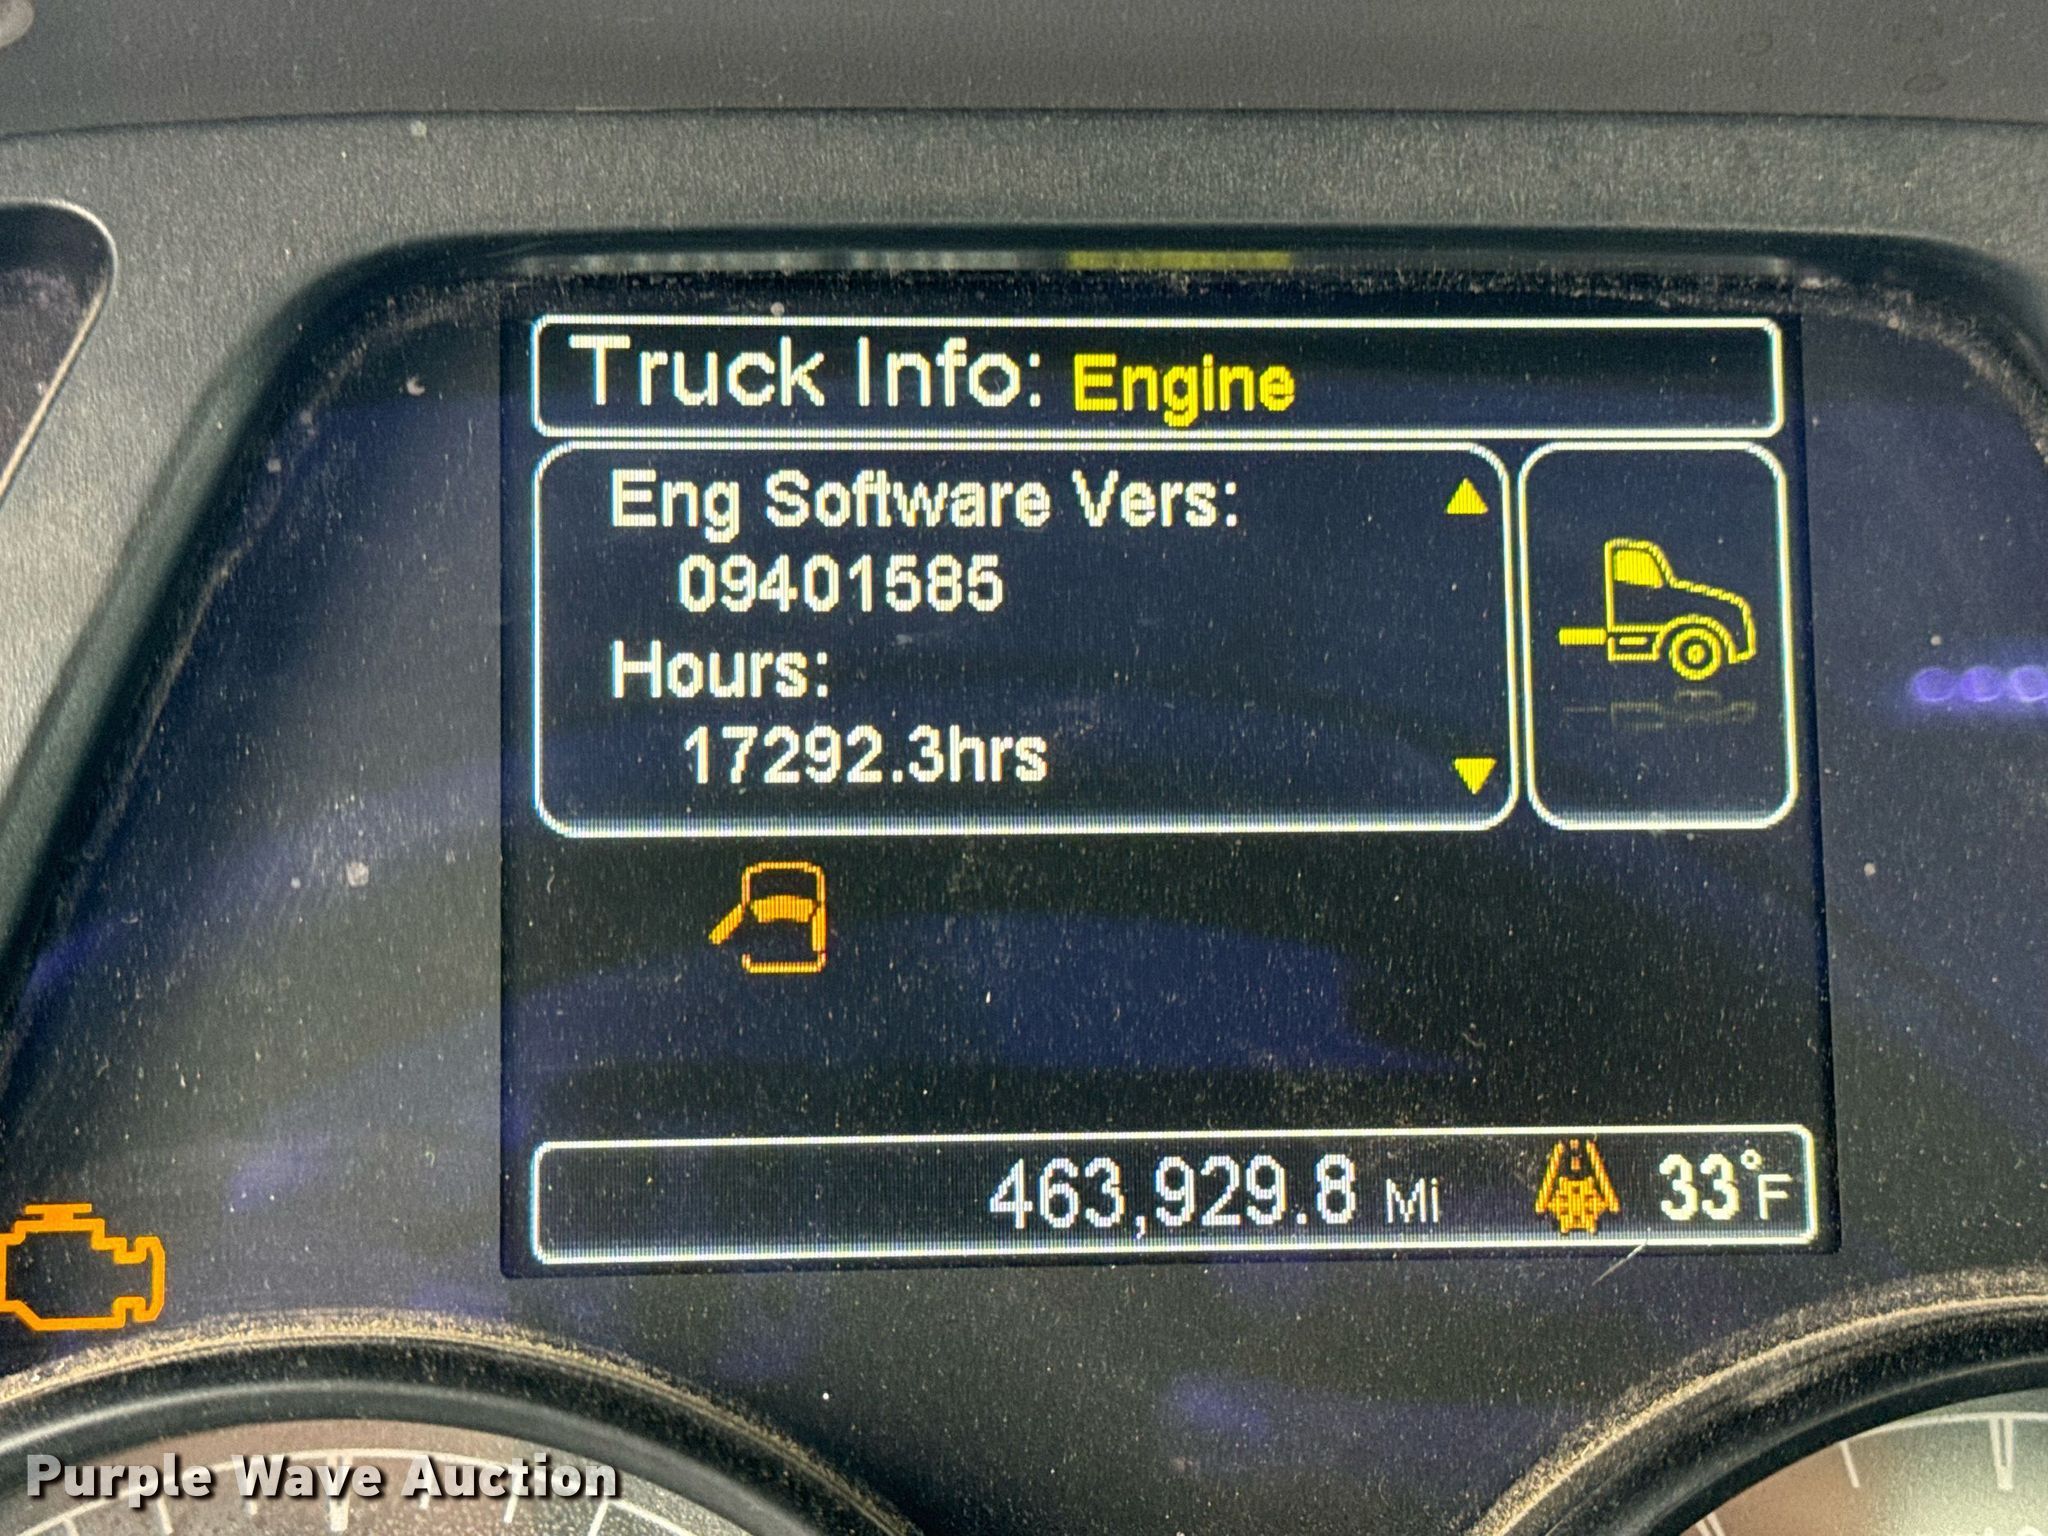 Truck Info: Engine
Eng Software Vers:
09401585
Hours:
17292.3hrs
463,929.8 Mi 33°F
Purple Wave Auction